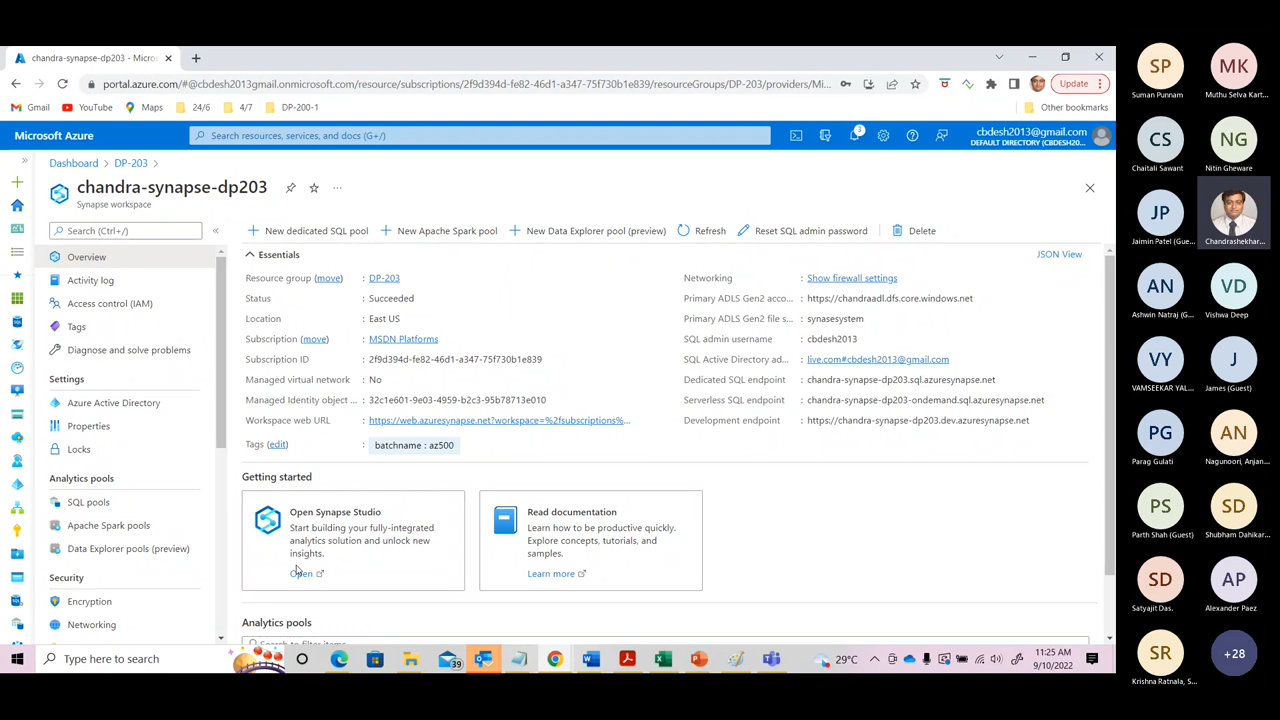 chandra-synapse-dp203 - Micros
portal.azure.com/#@cbdesh2013gmail.onmicrosoft.com/resource/subscriptions/2f9d394d-fe82-46d1-a347-75f730b1e839/resourceGroups/DP-203/providers/Mi...
Update
Gmail
YouTube
Maps
24/6
4/7
DP-200-1
Other bookmarks
Microsoft Azure
Search resources, services, and docs (G+/)
3
cbdesh2013@gmail.com
DEFAULT DIRECTORY (CBDESH20...
Dashboard > DP-203 >
chandra-synapse-dp203
Synapse workspace
Search (Ctrl+/)
Overview
Activity log
Access control (IAM)
Tags
Diagnose and solve problems
Settings
Azure Active Directory
Properties
Locks
Analytics pools
SQL pools
Apache Spark pools
Data Explorer pools (preview)
Security
Encryption
Networking
New dedicated SQL pool
New Apache Spark pool
New Data Explorer pool (preview)
Refresh
Reset SQL admin password
Delete
Essentials
JSON View
Resource group (move) : DP-203
Status : Succeeded
Location : East US
Subscription (move) : MSDN Platforms
Subscription ID : 2f9d394d-fe82-46d1-a347-75f730b1e839
Managed virtual network : No
Managed Identity object ... : 32c1e601-9e03-4959-b2c3-95b78713e010
Workspace web URL : https://web.azuresynapse.net?workspace=%2fsubscriptions%...
Tags (edit) : batchname : az500
Networking : Show firewall settings
Primary ADLS Gen2 acco... : https://chandraadl.dfs.core.windows.net
Primary ADLS Gen2 file s... : synasesystem
SQL admin username : cbdesh2013
SQL Active Directory ad... : live.com#cbdesh2013@gmail.com
Dedicated SQL endpoint : chandra-synapse-dp203.sql.azuresynapse.net
Serverless SQL endpoint : chandra-synapse-dp203-ondemand.sql.azuresynapse.net
Development endpoint : https://chandra-synapse-dp203.dev.azuresynapse.net
Getting started
Open Synapse Studio
Start building your fully-integrated
analytics solution and unlock new
insights.
Open
Read documentation
Learn how to be productive quickly.
Explore concepts, tutorials, and
samples.
Learn more
Analytics pools
Search to filter items...
Type here to search
39
29°C
11:25 AM
9/10/2022
SP
Suman Punnam
MK
Muthu Selva Kart...
CS
Chaitali Sawant
NG
Nitin Gheware
JP
Jaimin Patel (Gue...
Chandrashekhar...
AN
Ashwin Natraj (G...
VD
Vishwa Deep
VY
VAMSEEKAR YAL...
J
James (Guest)
PG
Parag Gulati
AN
Nagunoori, Anjan...
PS
Parth Shah (Guest)
SD
Shubham Dahikar...
SD
Satyajit Das.
AP
Alexander Paez
SR
Krishna Ratnala, S...
+28